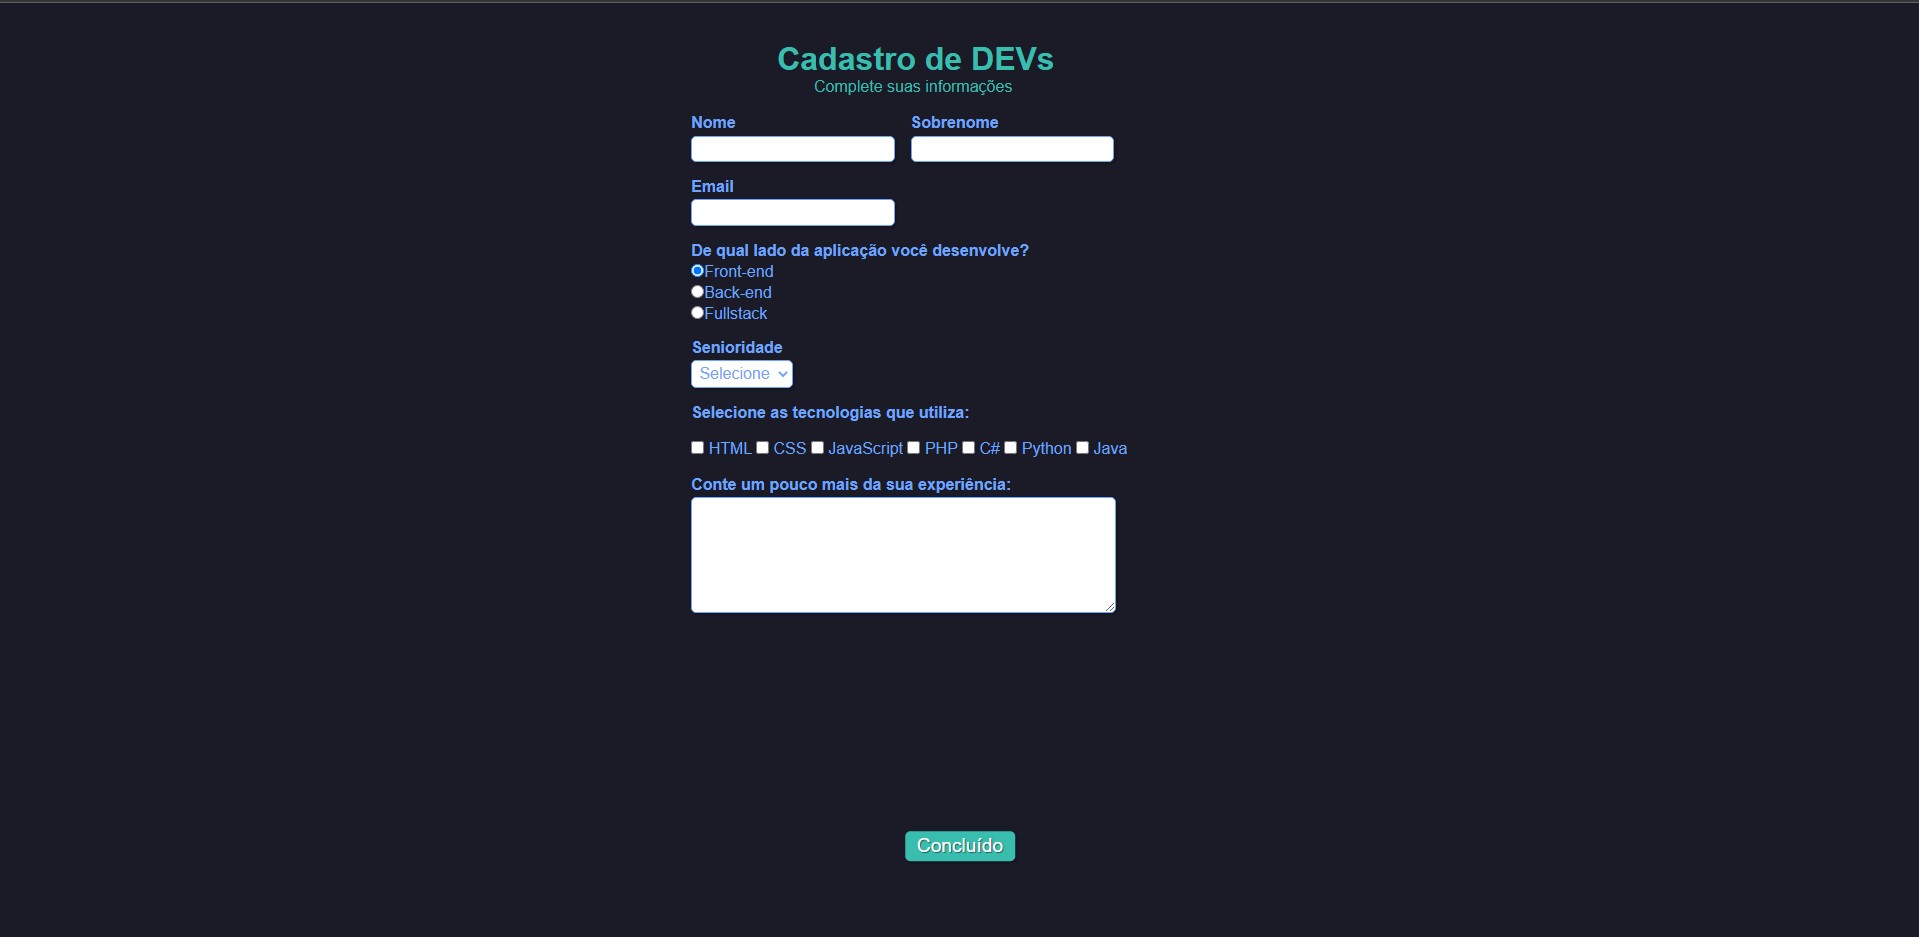 Cadastro de DEVs
Complete suas informações
Nome Sobrenome
Email
De qual lado da aplicação você desenvolve?
Front-end
Back-end
Fullstack
Senioridade
Selecione
Selecione as tecnologias que utiliza:
HTML CSS JavaScript PHP C# Python Java
Conte um pouco mais da sua experiência:
Concluído